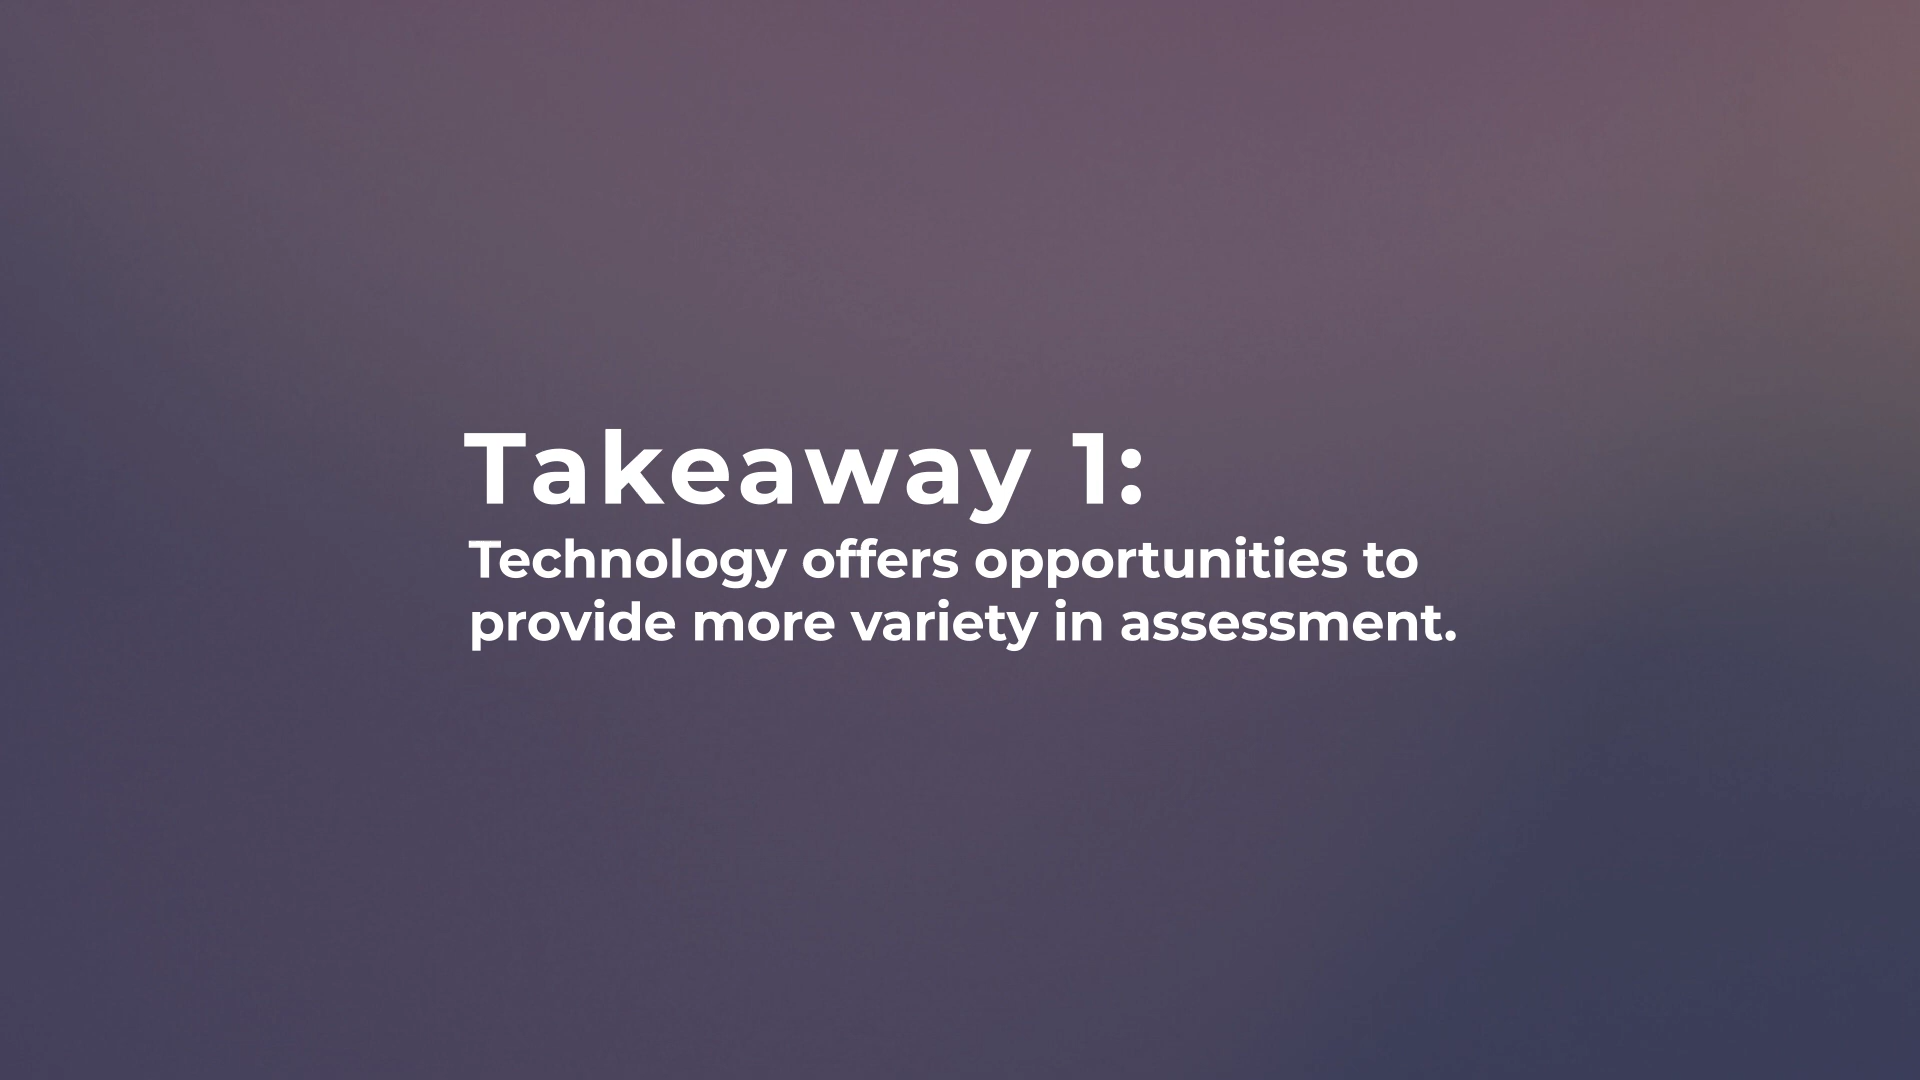 Takeaway 1:
Technology offers opportunities to
provide more variety in assessment.